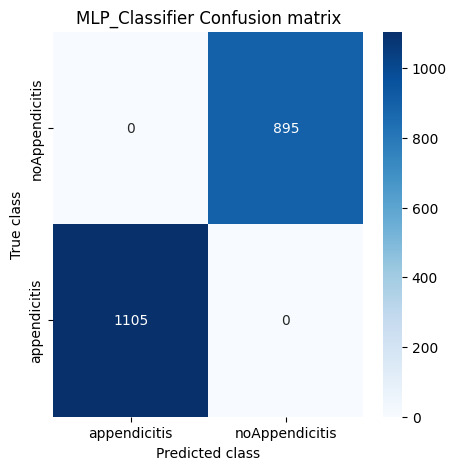 MLP_Classifier Confusion matrix
True class
noAppendicitis
appendicitis
0
895
1105
0
appendicitis
noAppendicitis
Predicted class
1000
800
600
400
200
0